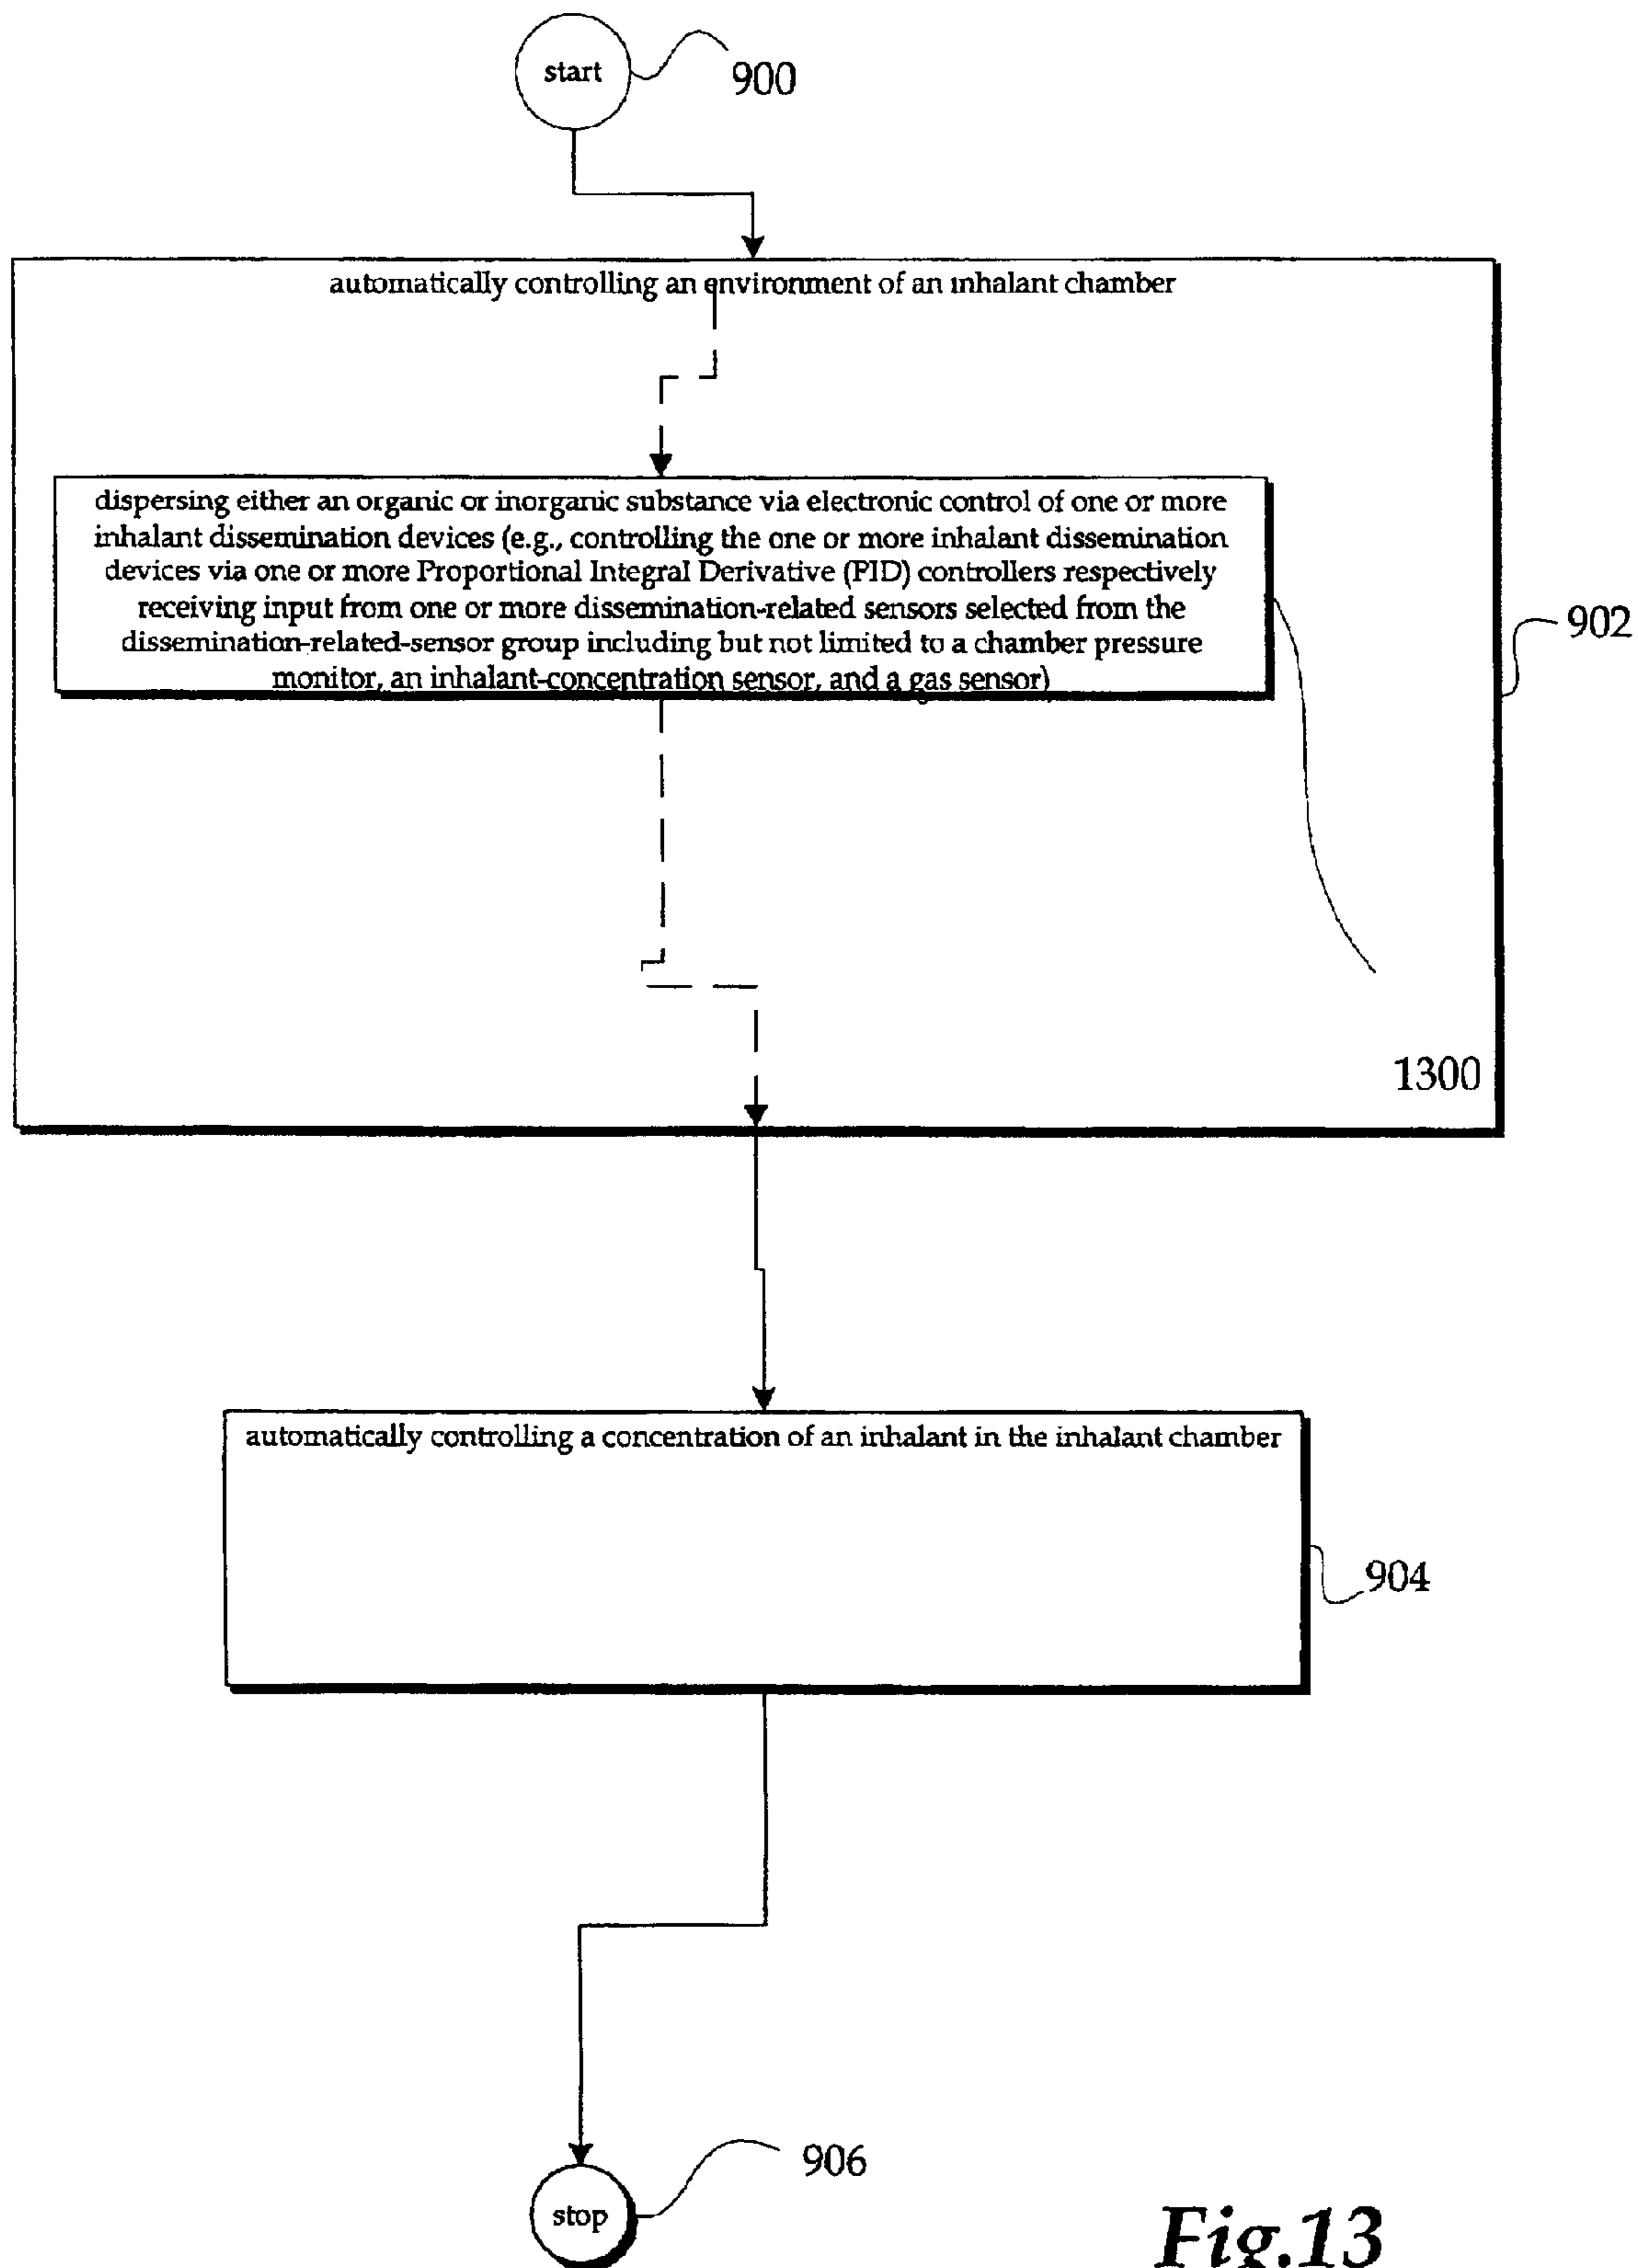 start
900
automatically controlling an environment of an inhalant chamber
dispersing either an organic or inorganic substance via electronic control of one or more
inhalant dissemination devices (e.g., controlling the one or more inhalant dissemination
devices via one or more Proportional Integral Derivative (PID) controllers respectively
receiving input from one or more dissemination-related sensors selected from the
dissemination-related-sensor group including but not limited to a chamber pressure
monitor, an inhalant-concentration sensor, and a gas sensor)
902
1300
automatically controlling a concentration of an inhalant in the inhalant chamber
904
906
stop
Fig.13